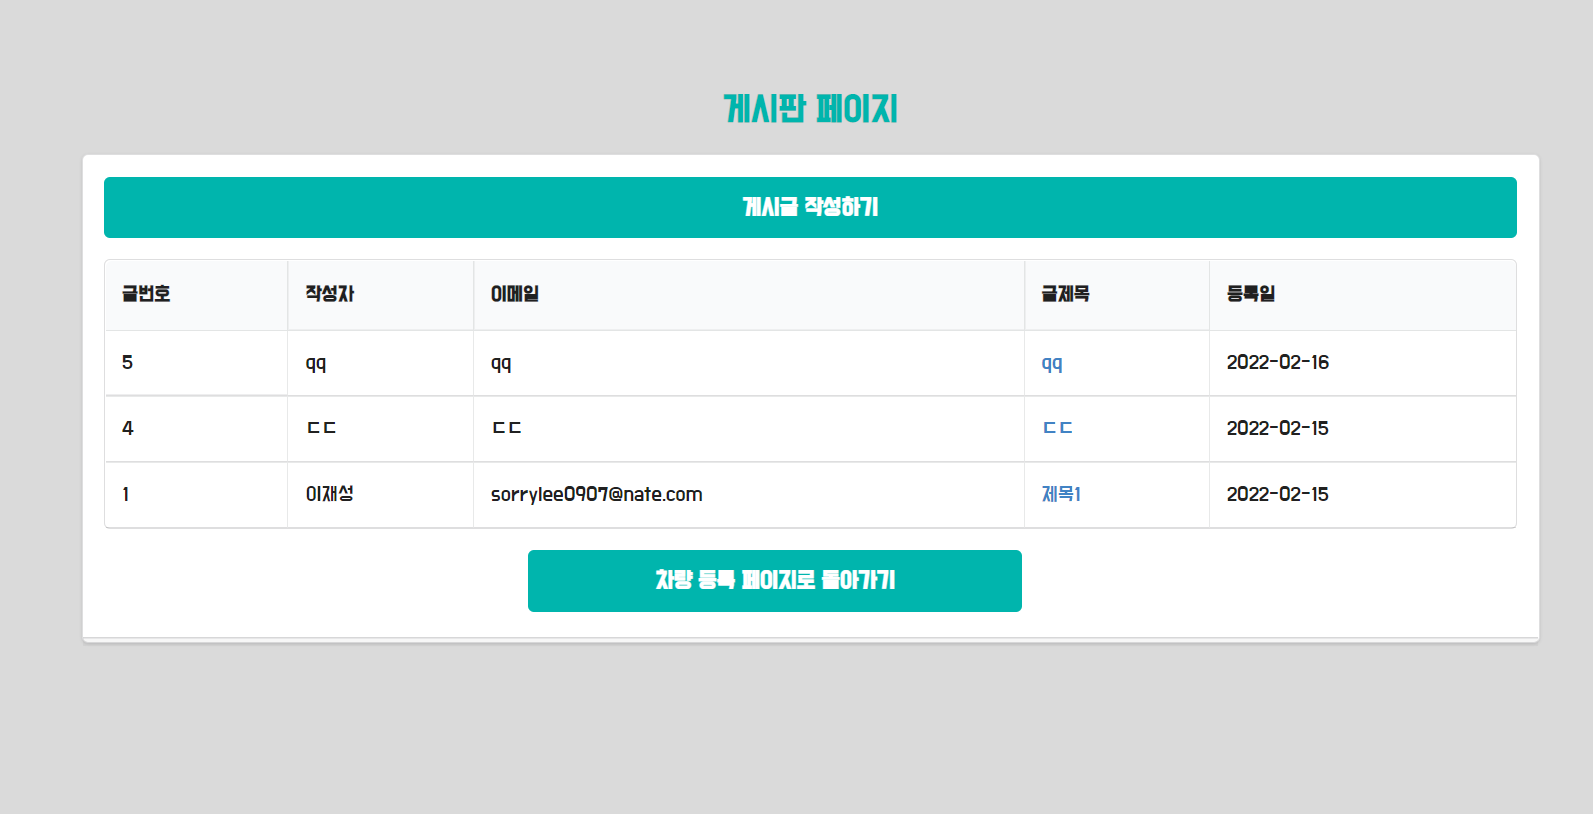 게시판 페이지
게시글 작성하기
글번호 작성자 이메일 글제목 등록일
5 qq qq qq 2022-02-16
4 ㄷㄷ ㄷㄷ ㄷㄷ 2022-02-15
1 이재성 sorrylee0907@nate.com 제목1 2022-02-15
차량 등록 페이지로 돌아가기